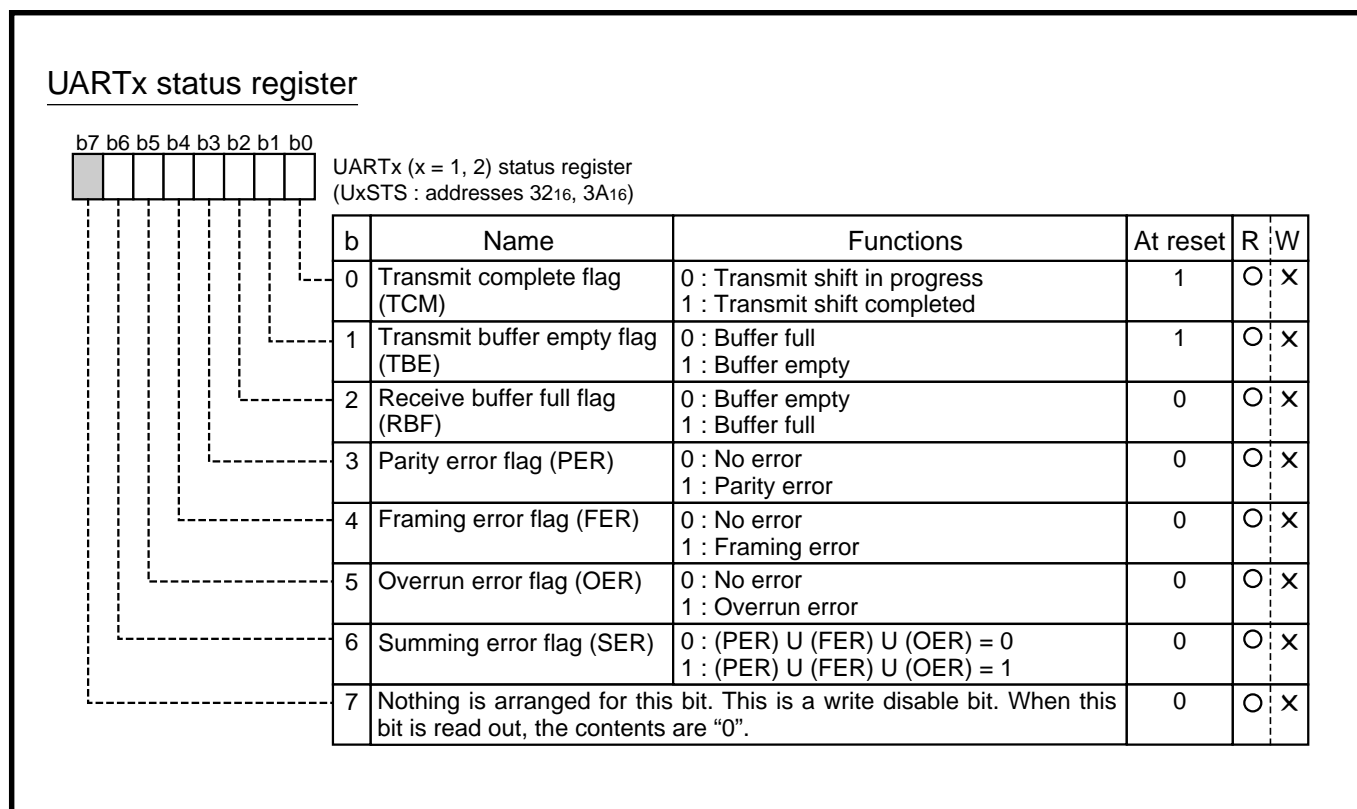 UARTx status register
b7 b6 b5 b4 b3 b2 b1 b0
UARTx (x = 1, 2) status register
(UxSTS : addresses 3216, 3A16)
b Name Functions At reset R W
0 Transmit complete flag (TCM) 0 : Transmit shift in progress 1 O X
1 : Transmit shift completed
1 Transmit buffer empty flag (TBE) 0 : Buffer full 1 O X
1 : Buffer empty
2 Receive buffer full flag (RBF) 0 : Buffer empty 0 O X
1 : Buffer full
3 Parity error flag (PER) 0 : No error 0 O X
1 : Parity error
4 Framing error flag (FER) 0 : No error 0 O X
1 : Framing error
5 Overrun error flag (OER) 0 : No error 0 O X
1 : Overrun error
6 Summing error flag (SER) 0 : (PER) U (FER) U (OER) = 0 0 O X
1 : (PER) U (FER) U (OER) = 1
7 Nothing is arranged for this bit. This is a write disable bit. When this 0 O X
bit is read out, the contents are “0”.